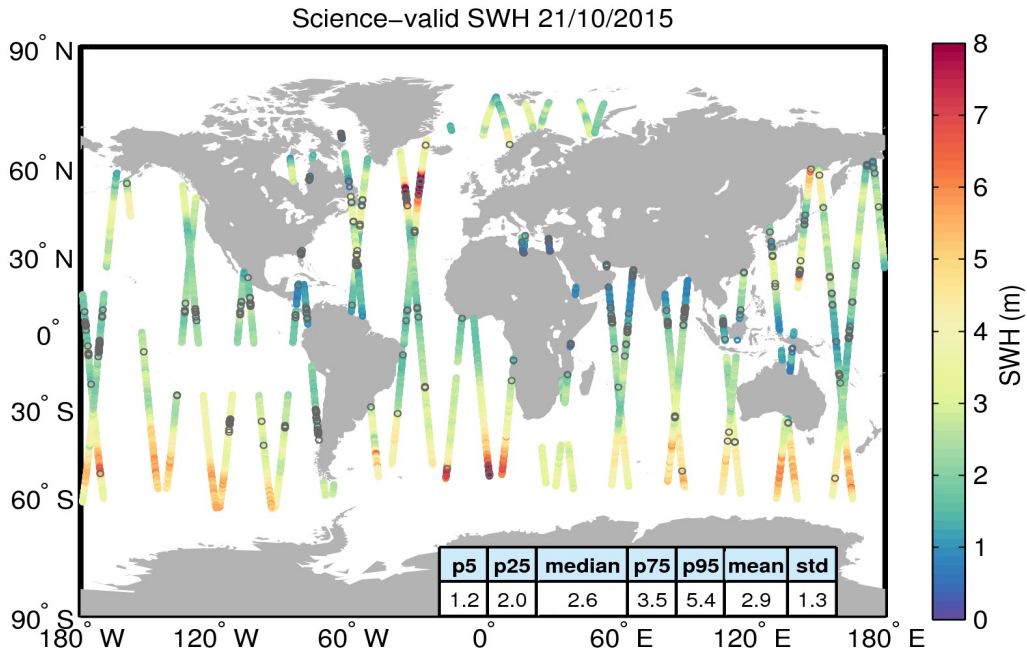 Science−valid SWH 21/10/2015
90° N
60° N
30° N
0°
30° S
60° S
90° S
180° W
120° W
60° W
0°
60° E
120° E
180° E
8
7
6
5
4
3
2
1
0
SWH (m)
p5 p25 median p75 p95 mean std
1.2 2.0 2.6 3.5 5.4 2.9 1.3